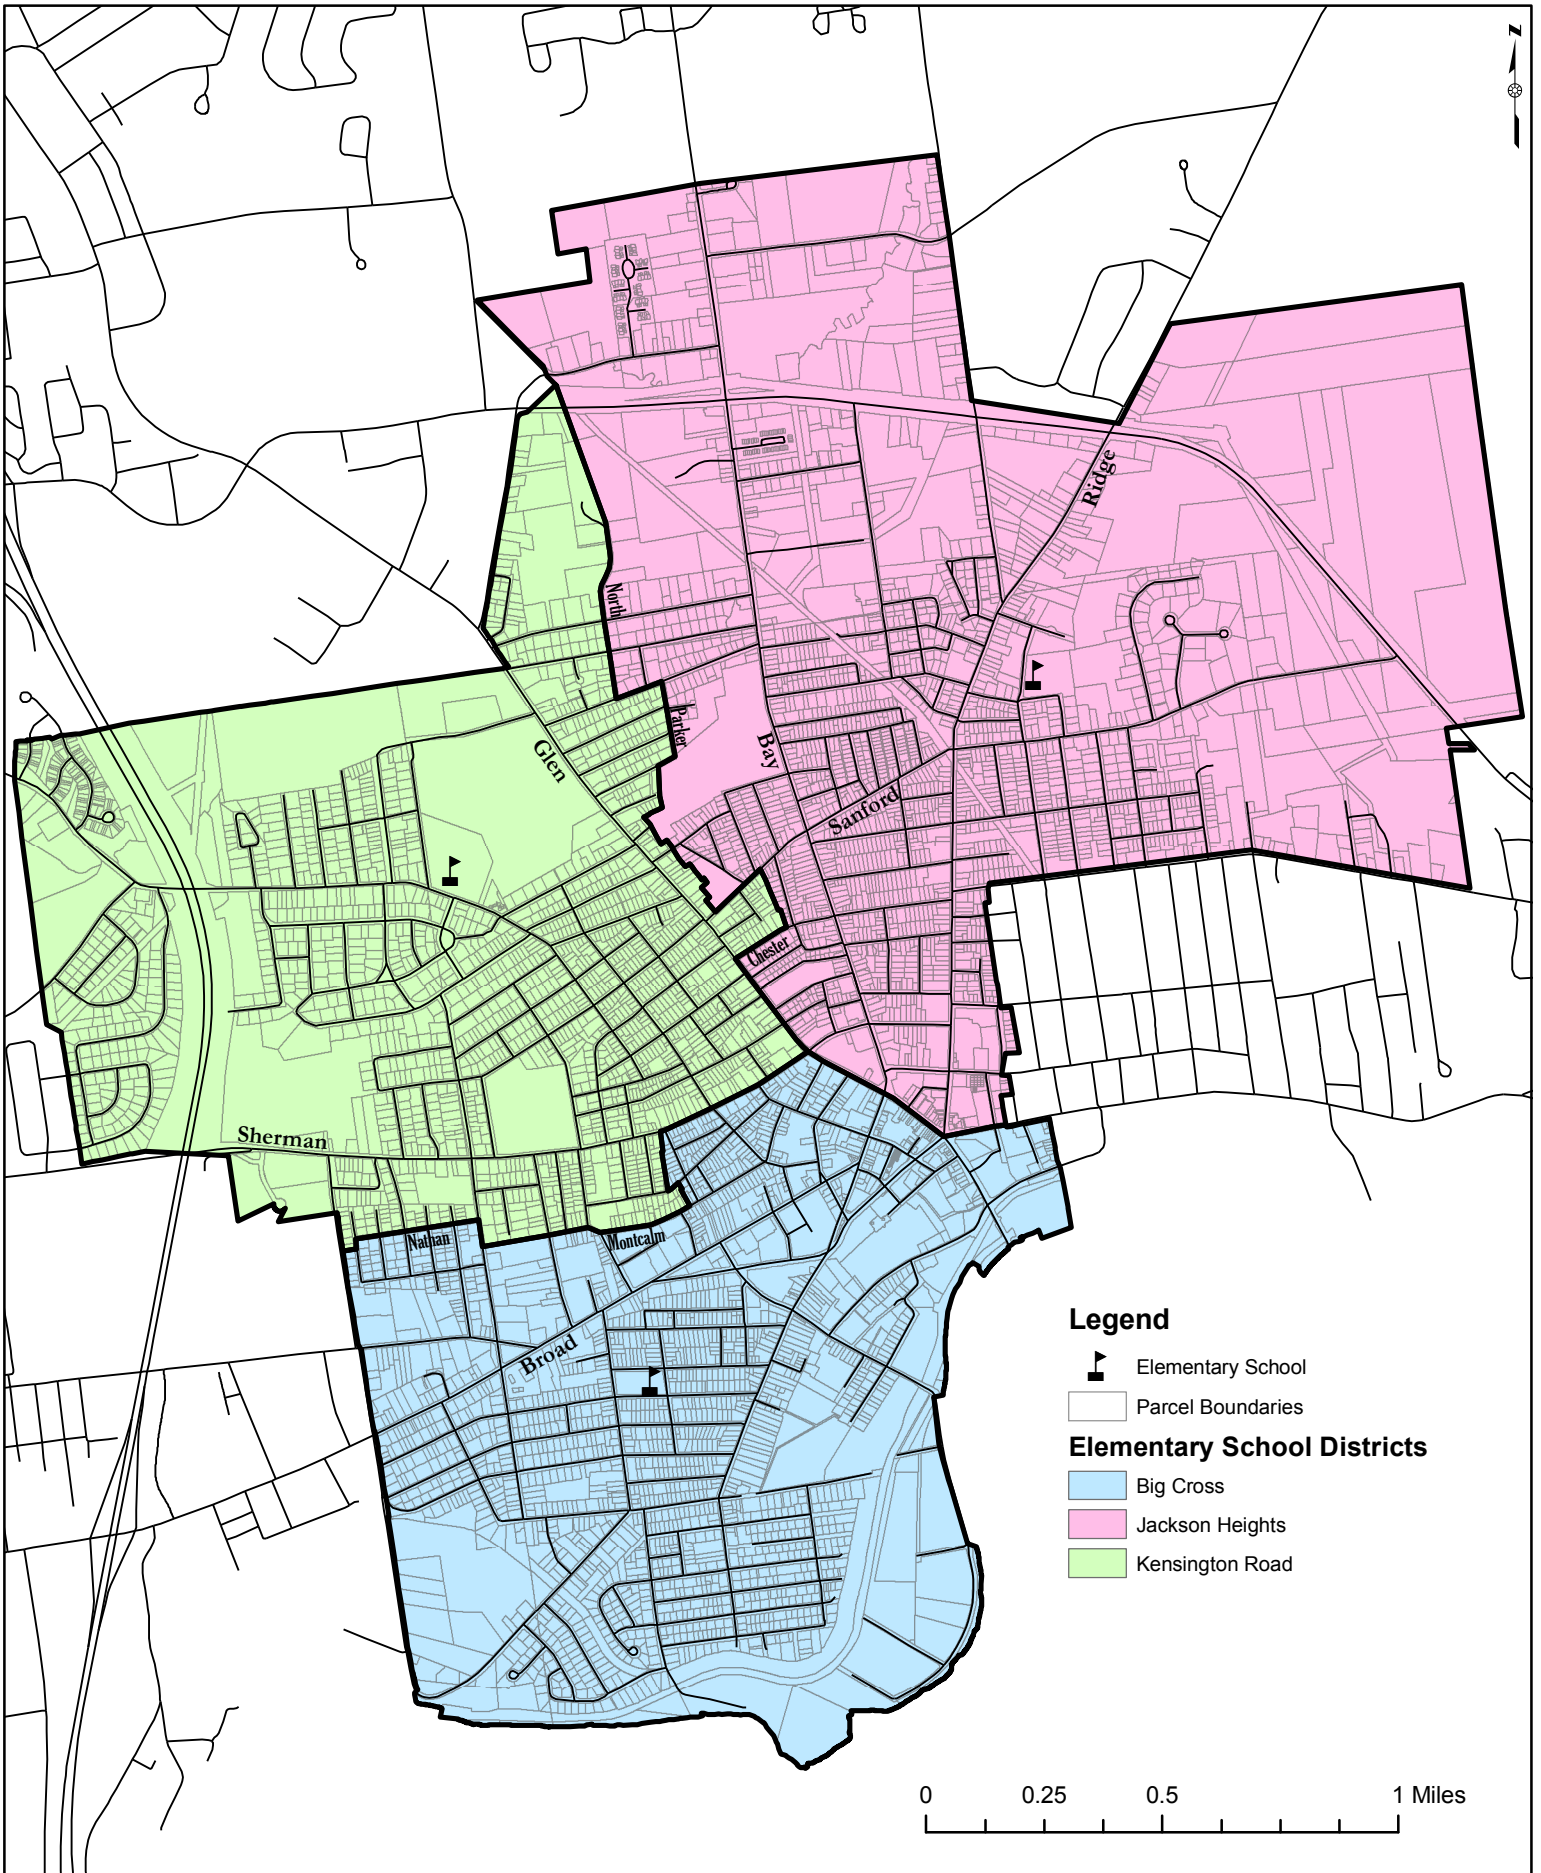 N
Ridge
North
Parker
Bay
Glen
Sanford
Chester
Sherman
Nathan
Montcalm
Broad
Legend
Elementary School
Parcel Boundaries
Elementary School Districts
Big Cross
Jackson Heights
Kensington Road
0 0.25 0.5 1 Miles